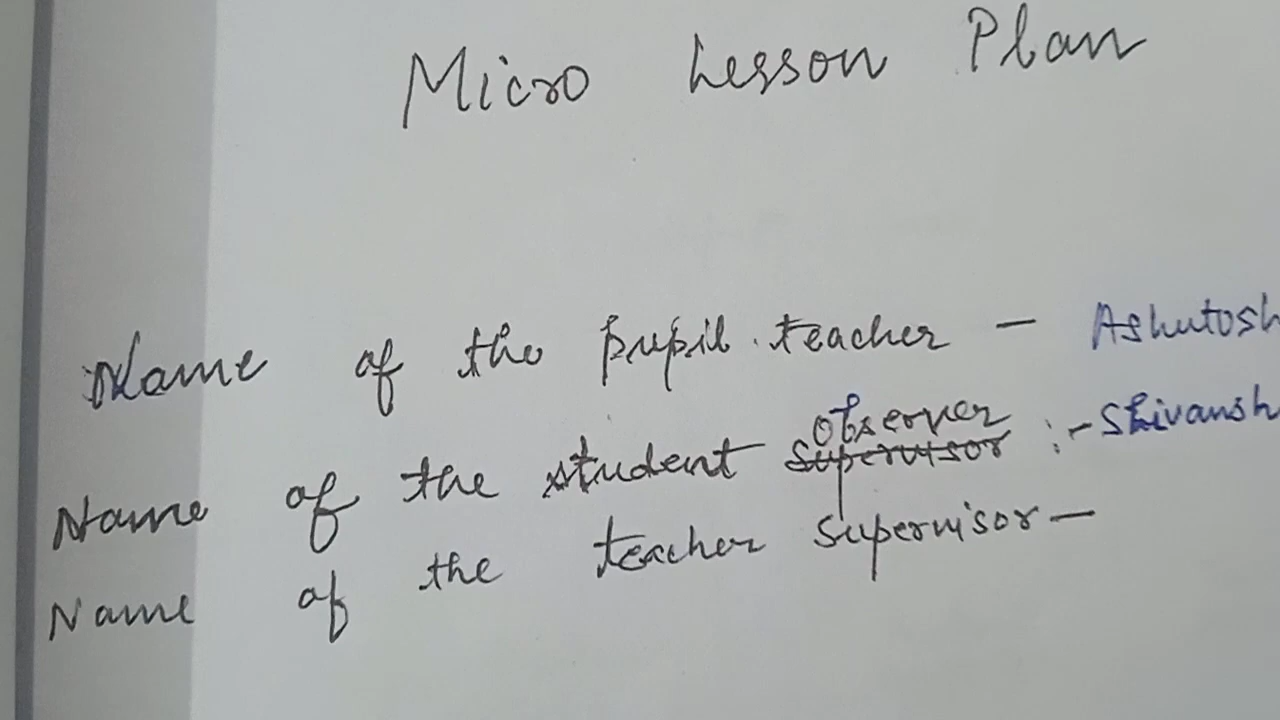 Micro Lesson Plan
Name of the pupil teacher - Ashutosh
Name of the student supervisor observer :- Shivansh
Name of the teacher supervisor -